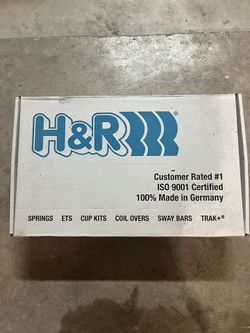 H&R®
Customer Rated #1
ISO 9001 Certified
100% Made in Germany
SPRINGS ETS CUP KITS COIL OVERS SWAY BARS TRAK+®